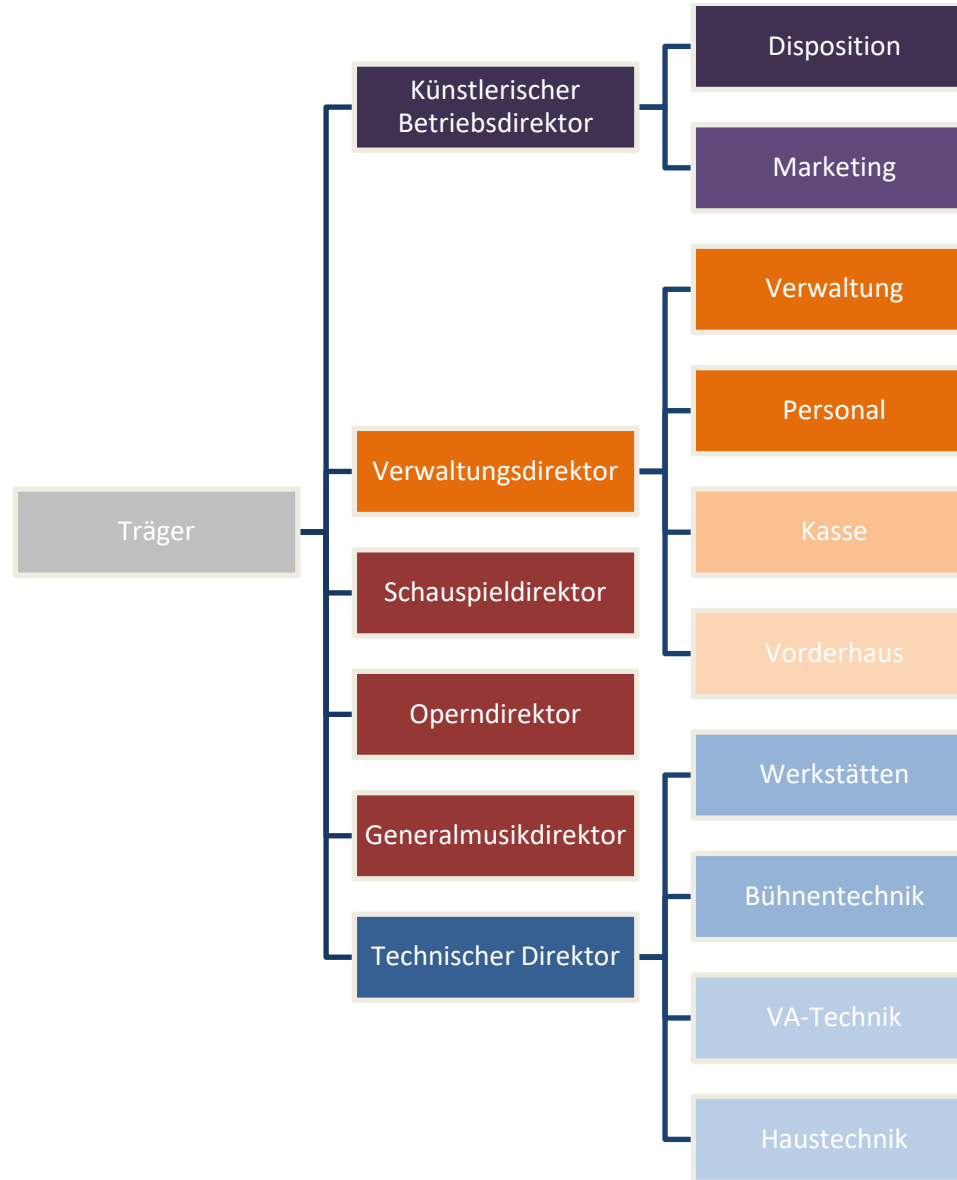 Disposition
Künstlerischer
Betriebsdirektor
Marketing
Verwaltung
Personal
Verwaltungsdirektor
Träger
Kasse
Schauspieldirektor
Vorderhaus
Operndirektor
Werkstätten
Generalmusikdirektor
Bühnentechnik
Technischer Direktor
VA-Technik
Haustechnik